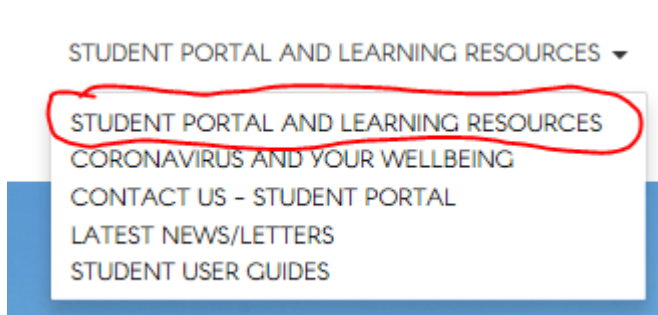 STUDENT PORTAL AND LEARNING RESOURCES
STUDENT PORTAL AND LEARNING RESOURCES
CORONAVIRUS AND YOUR WELLBEING
CONTACT US - STUDENT PORTAL
LATEST NEWS/LETTERS
STUDENT USER GUIDES